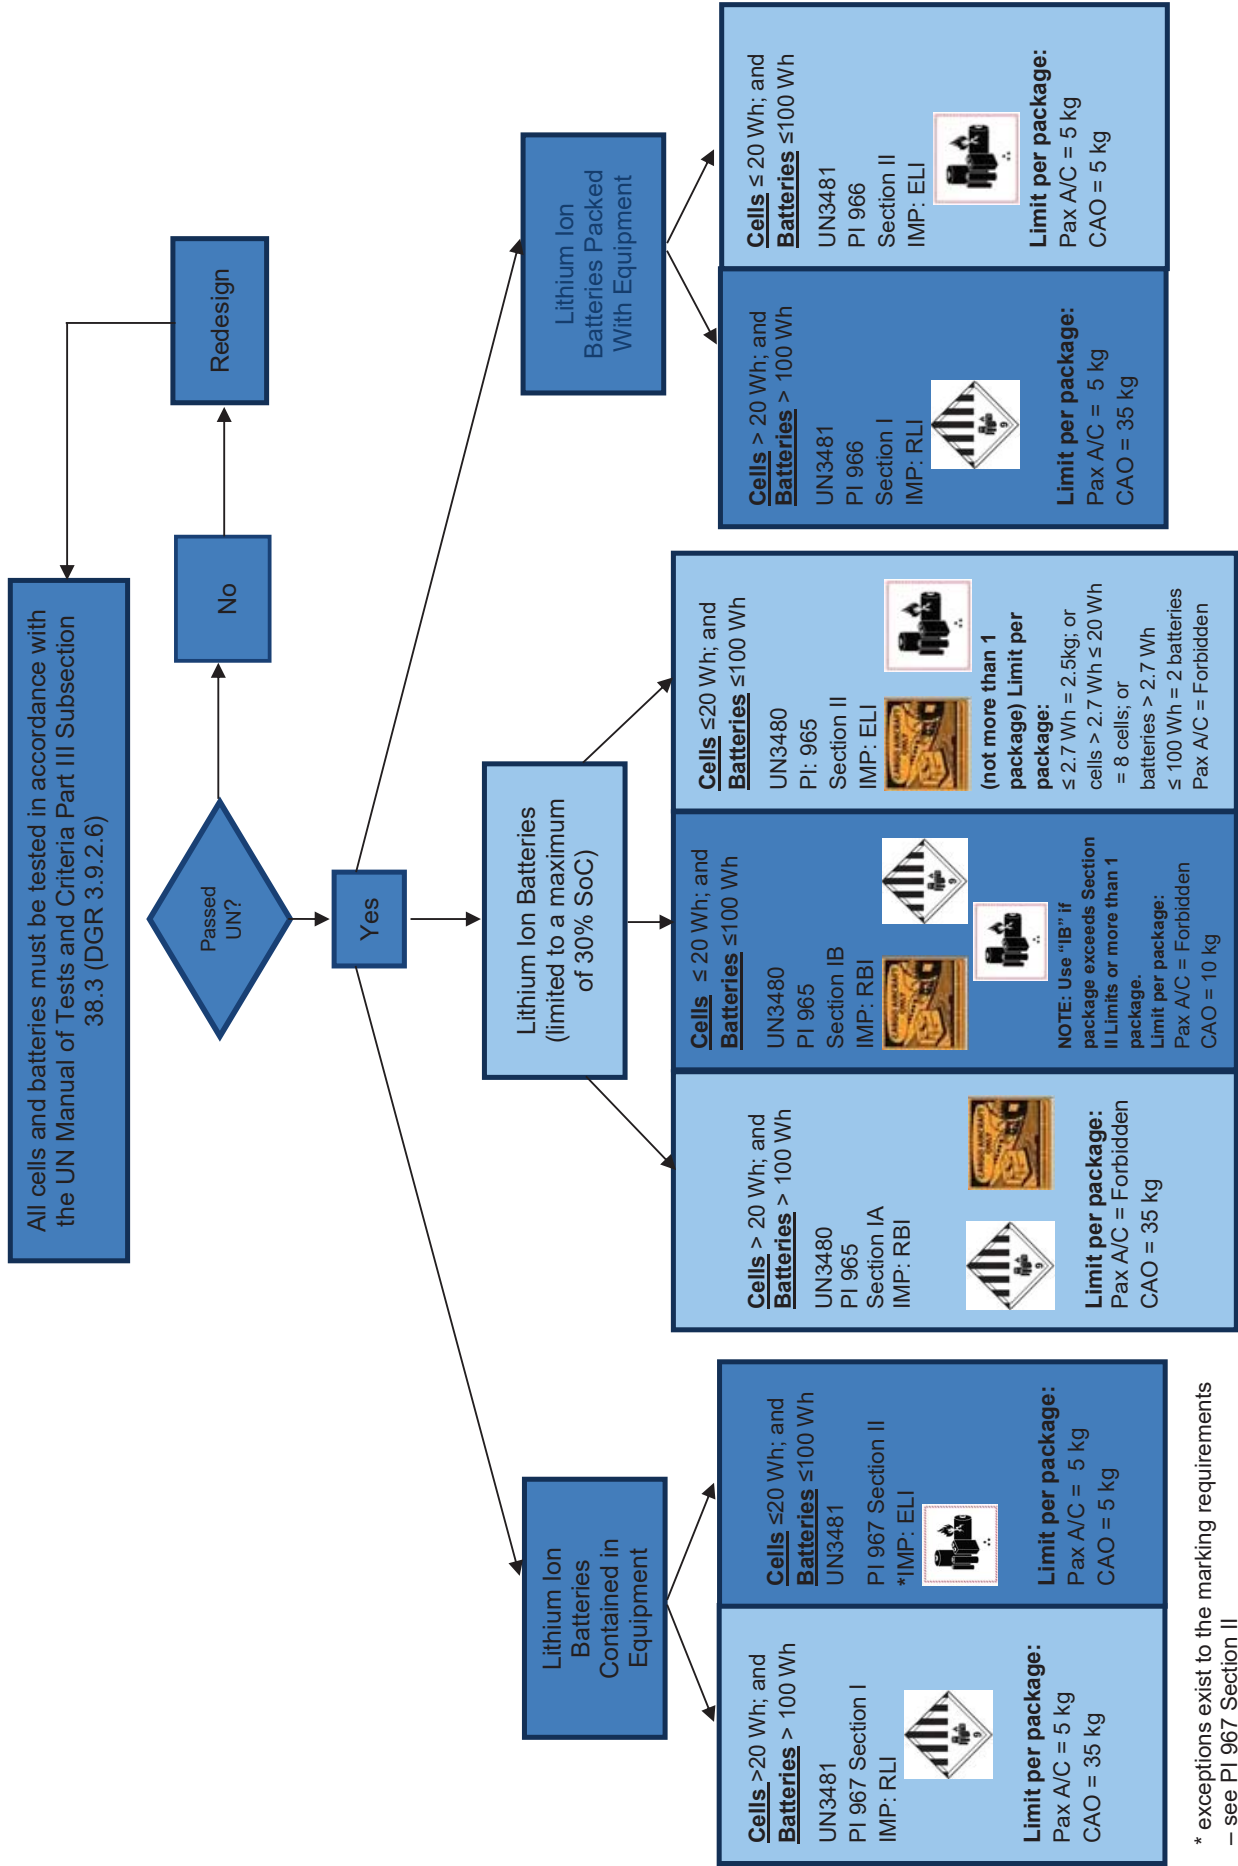 All cells and batteries must be tested in accordance with
the UN Manual of Tests and Criteria Part III Subsection
38.3 (DGR 3.9.2.6)
Passed
UN?
No
Redesign
Yes
Lithium Ion
Batteries
Contained in
Equipment
Lithium Ion Batteries
(limited to a maximum
of 30% SoC)
Lithium Ion
Batteries Packed
With Equipment
Cells >20 Wh; and
Batteries > 100 Wh
UN3481
PI 967 Section I
IMP: RLI
Limit per package:
Pax A/C = 5 kg
CAO = 35 kg
Cells ≤20 Wh; and
Batteries ≤100 Wh
UN3481
PI 967 Section II
*IMP: ELI
Limit per package:
Pax A/C = 5 kg
CAO = 5 kg
Cells > 20 Wh; and
Batteries > 100 Wh
UN3480
PI 965
Section IA
IMP: RBI
CARGO AIRCRAFT
ONLY
Limit per package:
Pax A/C = Forbidden
CAO = 35 kg
Cells ≤ 20 Wh; and
Batteries ≤100 Wh
UN3480
PI 965
Section IB
IMP: RBI
CARGO AIRCRAFT
ONLY
NOTE: Use “IB” if
package exceeds Section
II Limits or more than 1
package.
Limit per package:
Pax A/C = Forbidden
CAO = 10 kg
Cells ≤20 Wh; and
Batteries ≤100 Wh
UN3480
PI: 965
Section II
IMP: ELI
CARGO AIRCRAFT
ONLY
(not more than 1
package) Limit per
package:
≤ 2.7 Wh = 2.5kg; or
cells > 2.7 Wh ≤ 20 Wh
= 8 cells; or
batteries > 2.7 Wh
≤ 100 Wh = 2 batteries
Pax A/C = Forbidden
Cells > 20 Wh; and
Batteries > 100 Wh
UN3481
PI 966
Section I
IMP: RLI
Limit per package:
Pax A/C = 5 kg
CAO = 35 kg
Cells ≤ 20 Wh; and
Batteries ≤100 Wh
UN3481
PI 966
Section II
IMP: ELI
Limit per package:
Pax A/C = 5 kg
CAO = 5 kg
* exceptions exist to the marking requirements
– see PI 967 Section II